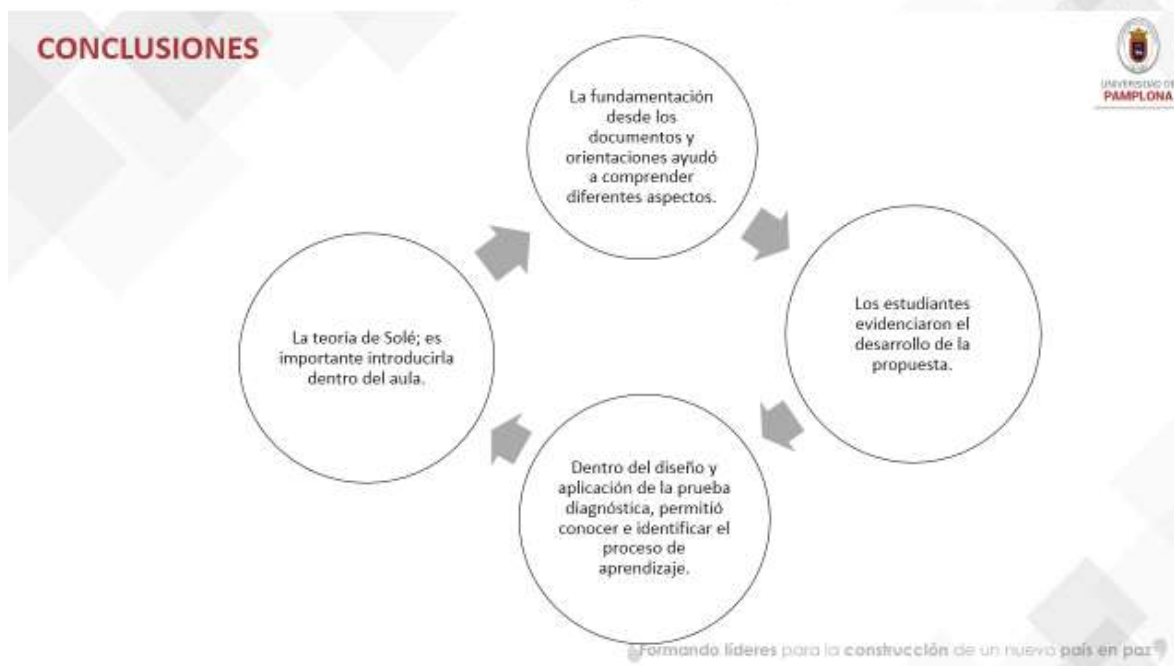 CONCLUSIONES
UNIVERSIDAD DE
PAMPLONA
La fundamentación
desde los
documentos y
orientaciones ayudó
a comprender
diferentes aspectos.
Los estudiantes
evidenciaron el
desarrollo de la
propuesta.
Dentro del diseño y
aplicación de la prueba
diagnóstica, permitió
conocer e identificar el
proceso de
aprendizaje.
La teoría de Solé; es
importante introducirla
dentro del aula.
Formando líderes para la construcción de un nuevo país en paz